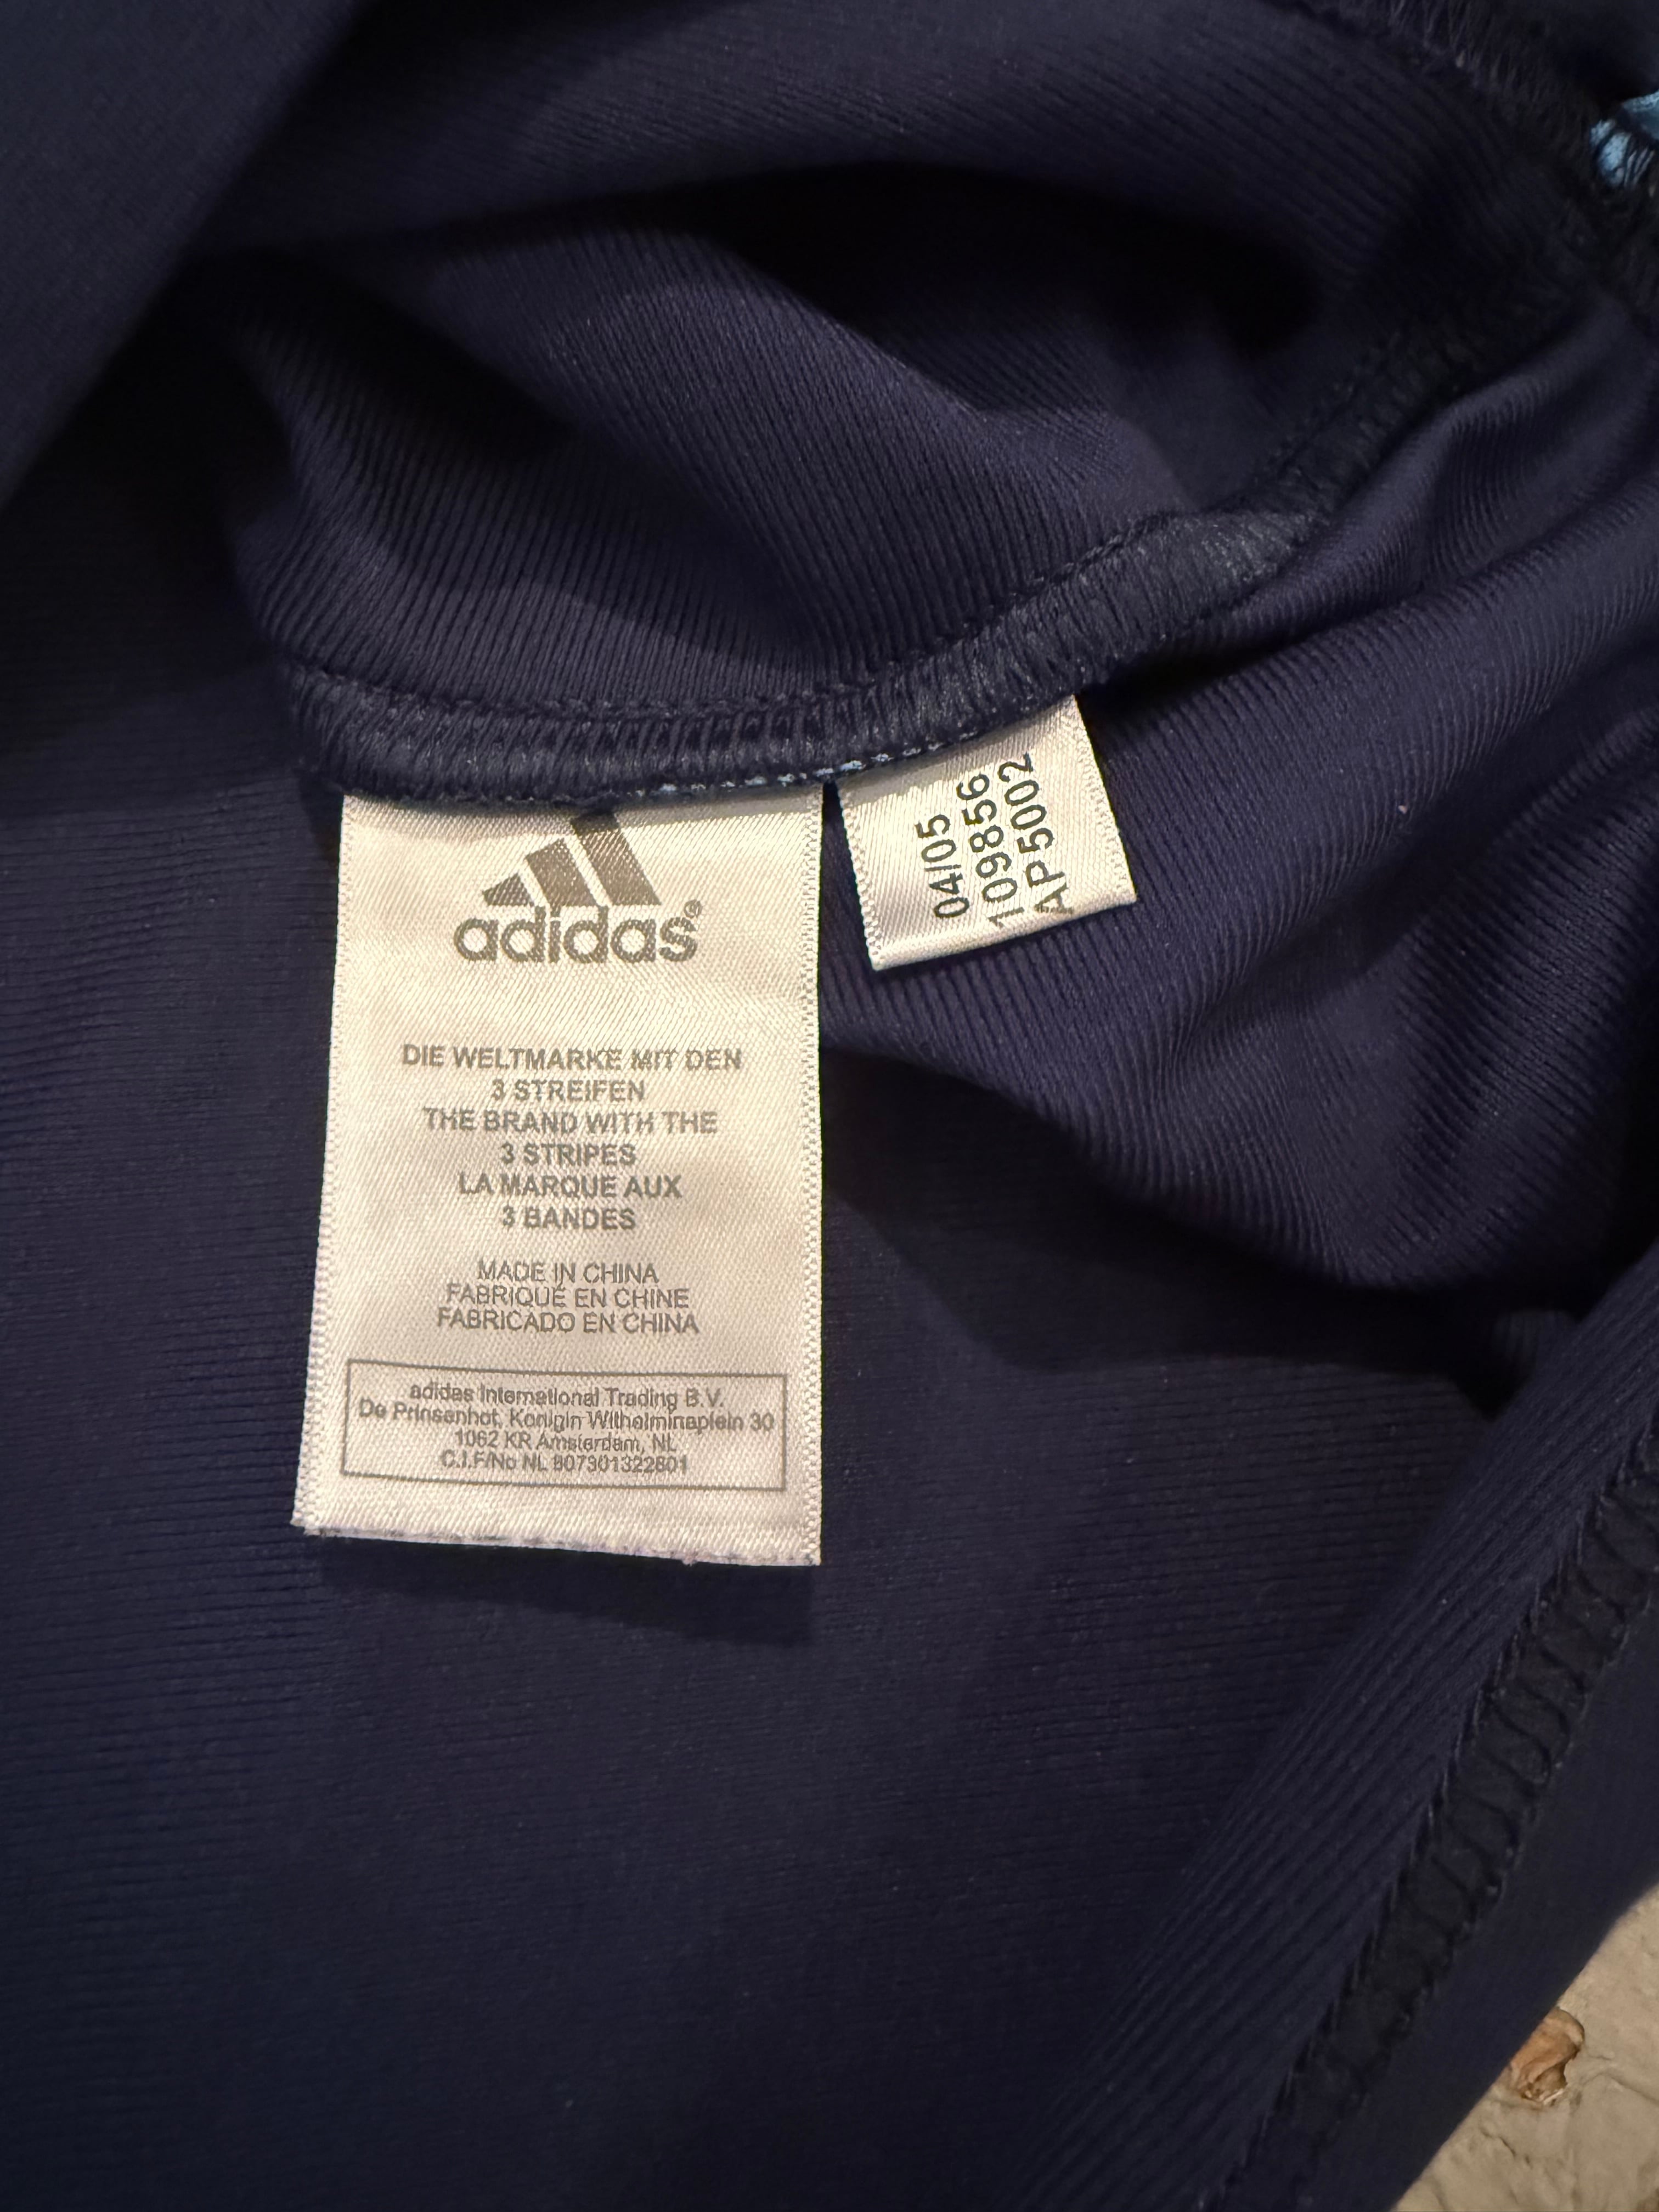 adidas®
DIE WELTMARKE MIT DEN
3 STREIFEN
THE BRAND WITH THE
3 STRIPES
LA MARQUE AUX
3 BANDES
MADE IN CHINA
FABRIQUÉ EN CHINE
FABRICADO EN CHINA
adidas International Trading B.V.
De Prinsenhof, Konigin Wilhelminaplein 30
1062 KR Amsterdam, NL
C.I.F/No NL 807901322B01
04/05
109856
AP5002